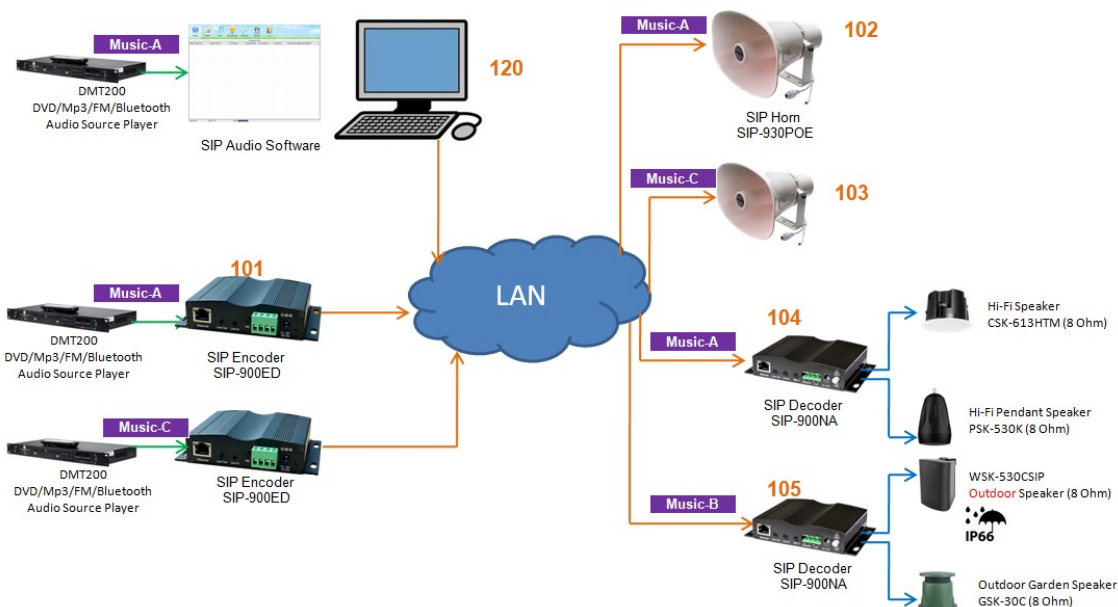 Music-A
DMT200
DVD/Mp3/FM/Bluetooth
Audio Source Player
SIP Audio Software
120
Music-A
102
SIP Horn
SIP-930POE
Music-C
103
101
Music-A
DMT200
DVD/Mp3/FM/Bluetooth
Audio Source Player
SIP Encoder
SIP-900ED
LAN
Music-A
104
SIP Decoder
SIP-900NA
Hi-Fi Speaker
CSK-613HTM (8 Ohm)
Hi-Fi Pendant Speaker
PSK-530K (8 Ohm)
Music-C
DMT200
DVD/Mp3/FM/Bluetooth
Audio Source Player
SIP Encoder
SIP-900ED
Music-B
105
SIP Decoder
SIP-900NA
WSK-530CSIP
Outdoor Speaker (8 Ohm)
IP66
Outdoor Garden Speaker
GSK-30C (8 Ohm)